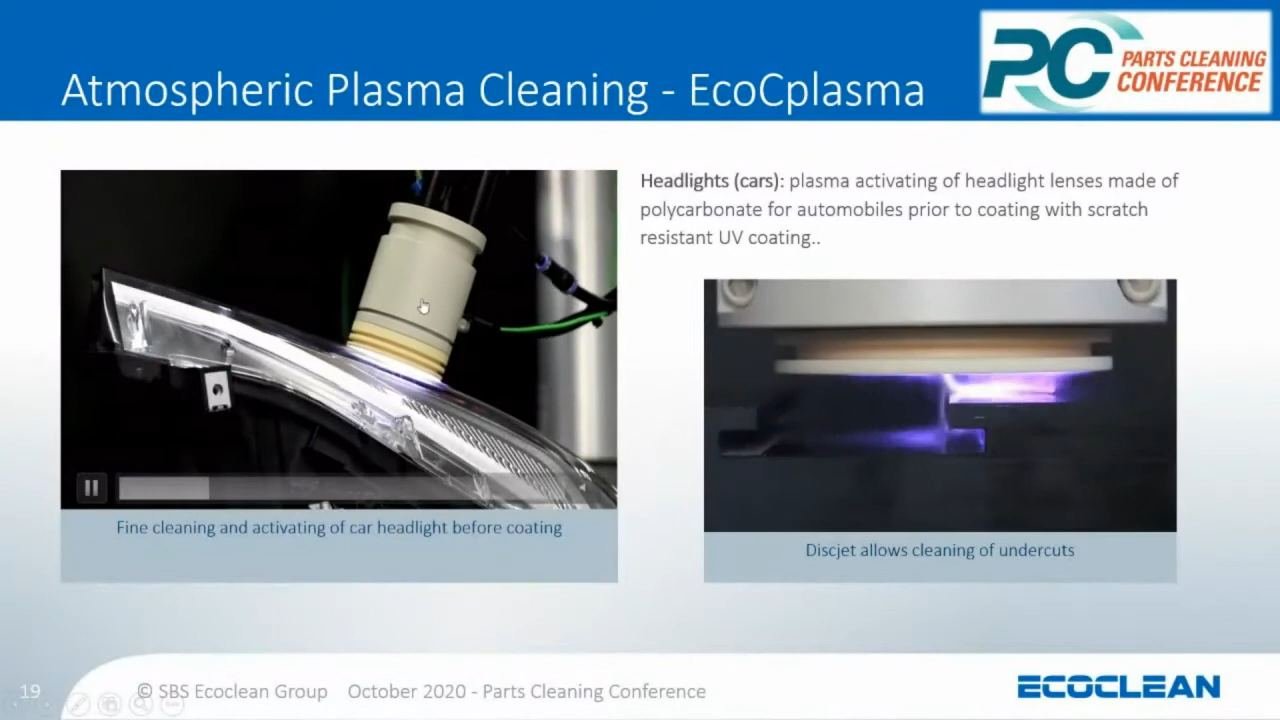 Atmospheric Plasma Cleaning - EcoCplasma
PC PARTS CLEANING
CONFERENCE
Headlights (cars): plasma activating of headlight lenses made of
polycarbonate for automobiles prior to coating with scratch
resistant UV coating..
Fine cleaning and activating of car headlight before coating
Discjet allows cleaning of undercuts
19
© SBS Ecoclean Group October 2020 - Parts Cleaning Conference
ECOCLEAN